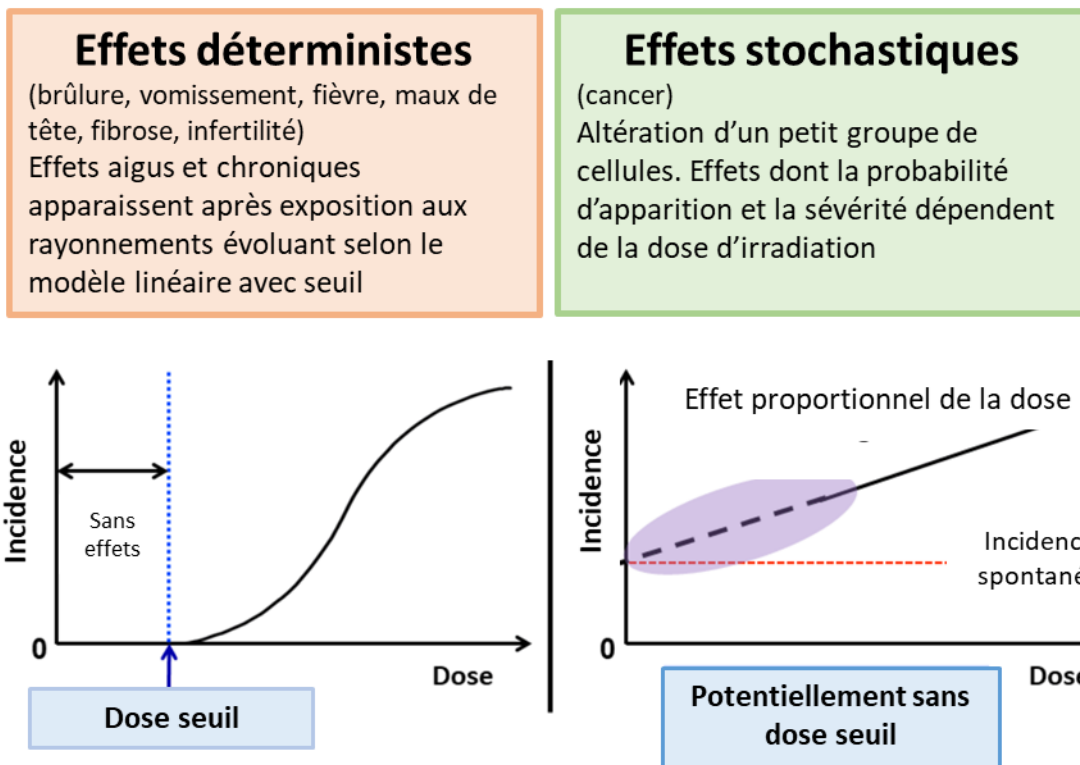 Effets déterministes
(brûlure, vomissement, fièvre, maux de
tête, fibrose, infertilité)
Effets aigus et chroniques
apparaissent après exposition aux
rayonnements évoluant selon le
modèle linéaire avec seuil
Effets stochastiques
(cancer)
Altération d’un petit groupe de
cellules. Effets dont la probabilité
d’apparition et la sévérité dépendent
de la dose d’irradiation
Incidence
Sans
effets
0
Dose
Dose seuil
Incidence
Effet proportionnel de la dose
Incidenc
spontané
0
Dose
Potentiellement sans
dose seuil